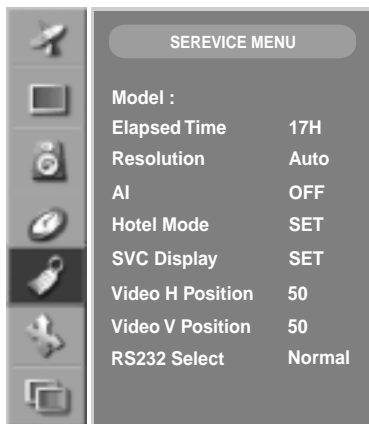 SEREVICE MENU
Model :
Elapsed Time 17H
Resolution Auto
AI OFF
Hotel Mode SET
SVC Display SET
Video H Position 50
Video V Position 50
RS232 Select Normal